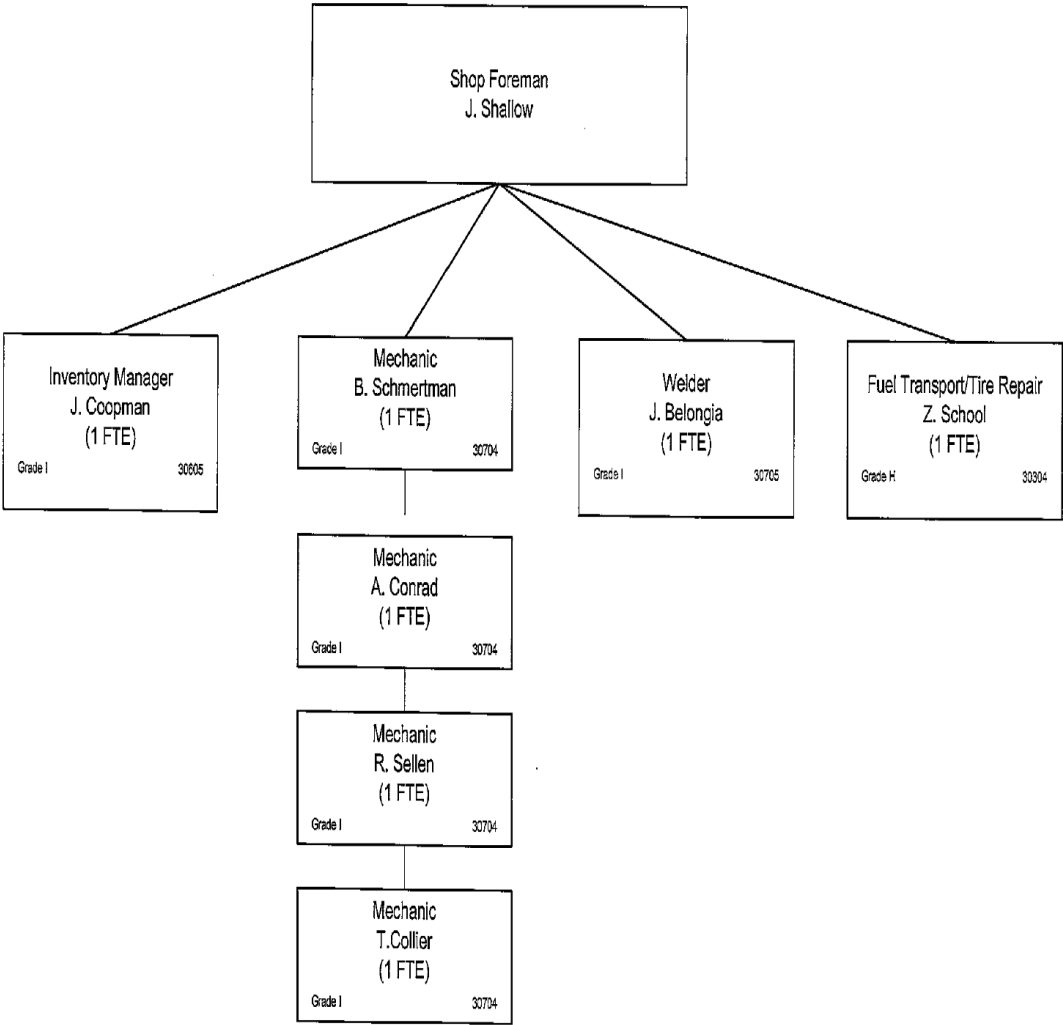 Shop Foreman
J. Shallow
Inventory Manager
J. Coopman
(1 FTE)
Grade I 30605
Mechanic
B. Schmertman
(1 FTE)
Grade I 30704
Welder
J. Belongia
(1 FTE)
Grade I 30705
Fuel Transport/Tire Repair
Z. School
(1 FTE)
Grade H 30304
Mechanic
A. Conrad
(1 FTE)
Grade I 30704
Mechanic
R. Sellen
(1 FTE)
Grade I 30704
Mechanic
T.Collier
(1 FTE)
Grade I 30704